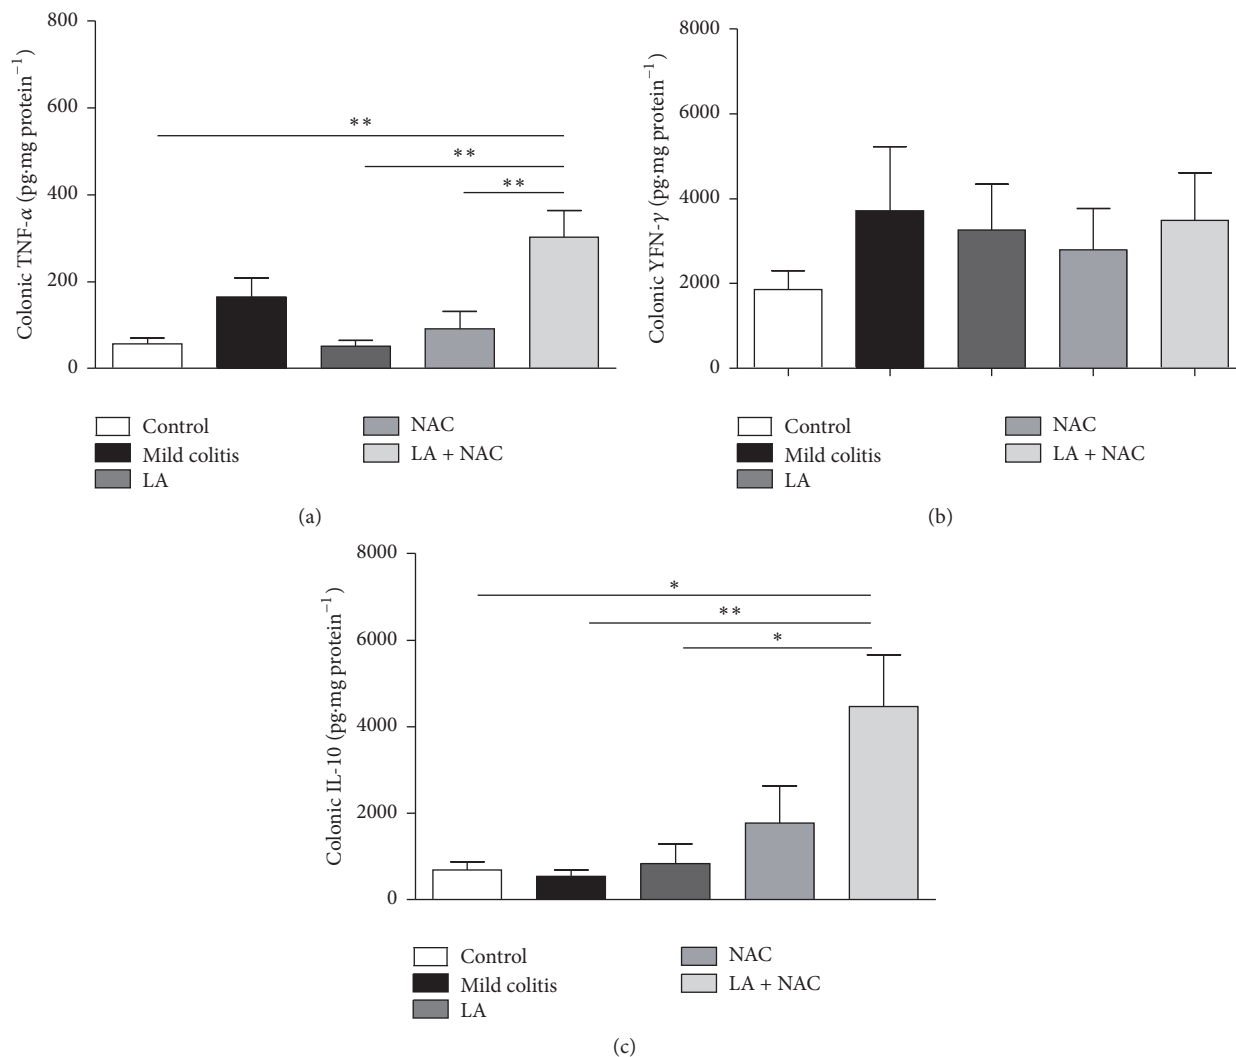 Colonic TNF-α (pg·mg protein⁻¹)
800
600
400
200
0
**
**
**
Control
Mild colitis
LA
NAC
LA + NAC
(a)
Colonic YFN-γ (pg·mg protein⁻¹)
8000
6000
4000
2000
0
Control
Mild colitis
LA
NAC
LA + NAC
(b)
Colonic IL-10 (pg·mg protein⁻¹)
8000
6000
4000
2000
0
*
**
*
Control
Mild colitis
LA
NAC
LA + NAC
(c)